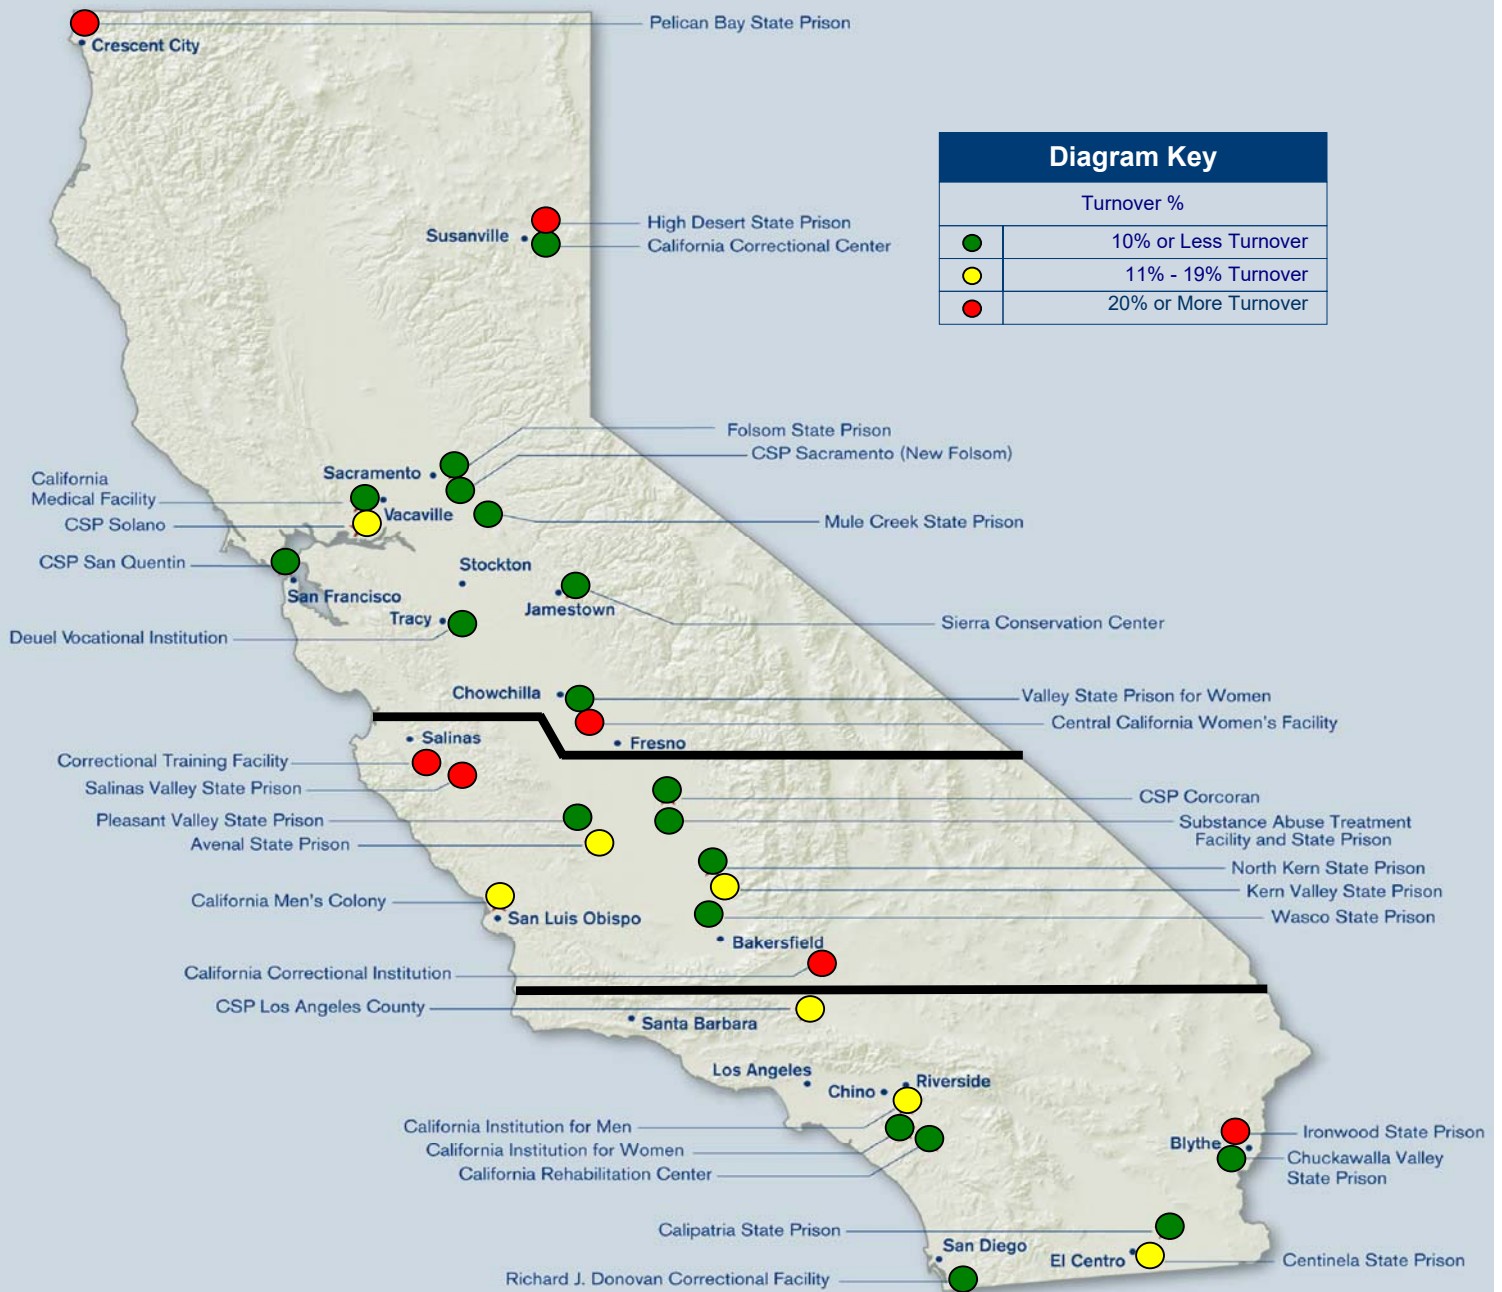 Pelican Bay State Prison
Crescent City
Diagram Key
Turnover %
10% or Less Turnover
11% - 19% Turnover
20% or More Turnover
High Desert State Prison
Susanville
California Correctional Center
Folsom State Prison
CSP Sacramento (New Folsom)
Sacramento
California
Medical Facility
Vacaville
CSP Solano
Mule Creek State Prison
CSP San Quentin
Stockton
San Francisco
Jamestown
Tracy
Sierra Conservation Center
Deuel Vocational Institution
Chowchilla
Valley State Prison for Women
Central California Women's Facility
Salinas
Fresno
Correctional Training Facility
Salinas Valley State Prison
CSP Corcoran
Pleasant Valley State Prison
Substance Abuse Treatment
Facility and State Prison
Avenal State Prison
North Kern State Prison
Kern Valley State Prison
California Men's Colony
San Luis Obispo
Wasco State Prison
Bakersfield
California Correctional Institution
CSP Los Angeles County
Santa Barbara
Los Angeles
Riverside
Chino
California Institution for Men
California Institution for Women
California Rehabilitation Center
Ironwood State Prison
Blythe
Chuckawalla Valley
State Prison
Calipatria State Prison
San Diego
El Centro
Centinela State Prison
Richard J. Donovan Correctional Facility